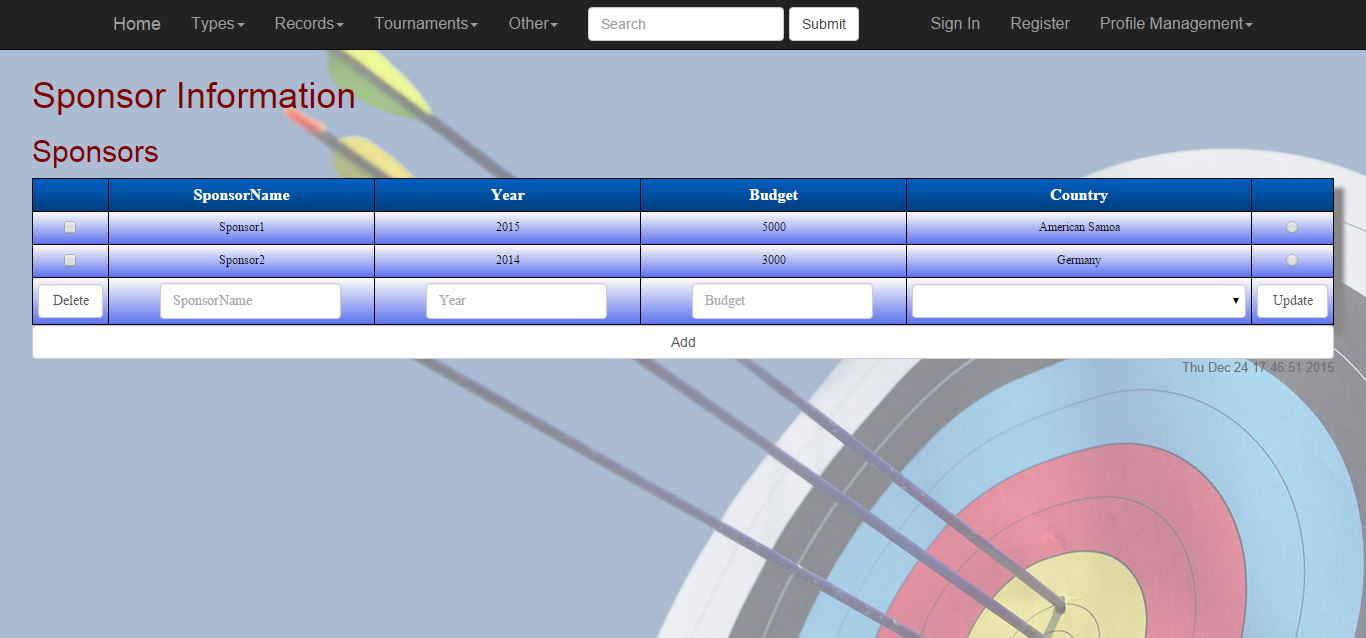 Home Types Records Tournaments Other Search Submit Sign In Register Profile Management
Sponsor Information
Sponsors
SponsorName Year Budget Country
Sponsor1 2015 5000 American Samoa
Sponsor2 2014 3000 Germany
Delete SponsorName Year Budget Update
Add
Thu Dec 24 17:46:51 2015